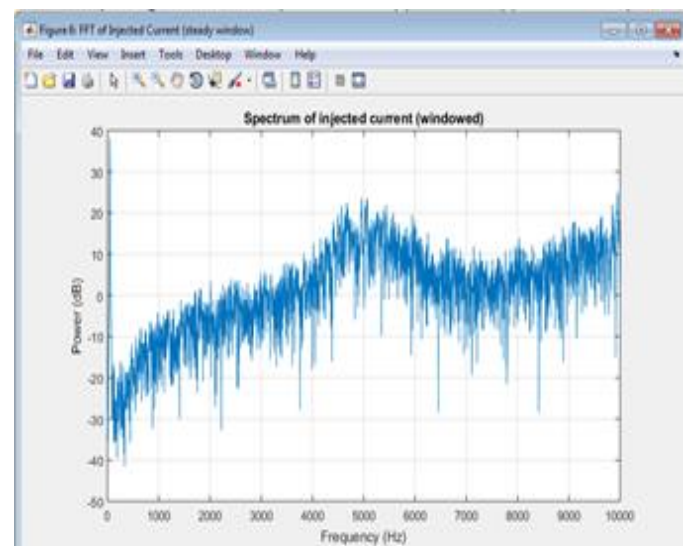 Figure 8: FFT of Injected Current (steady window)
File Edit View Insert Tools Desktop Window Help
Spectrum of injected current (windowed)
40
30
20
10
0
-10
-20
-30
-40
-50
Power (dB)
0 1000 2000 3000 4000 5000 6000 7000 8000 9000 10000
Frequency (Hz)